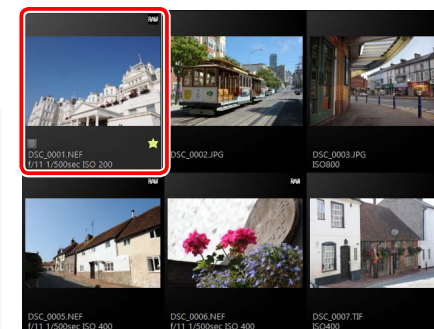 RAW
DSC_0001.NEF
f/11 1/500sec ISO 200
DSC_0002.JPG
DSC_0003.JPG
ISO800
RAW
DSC_0005.NEF
f/11 1/500sec ISO 400
RAW
DSC_0006.NEF
f/11 1/500sec ISO 400
DSC_0007.TIF
ISO400